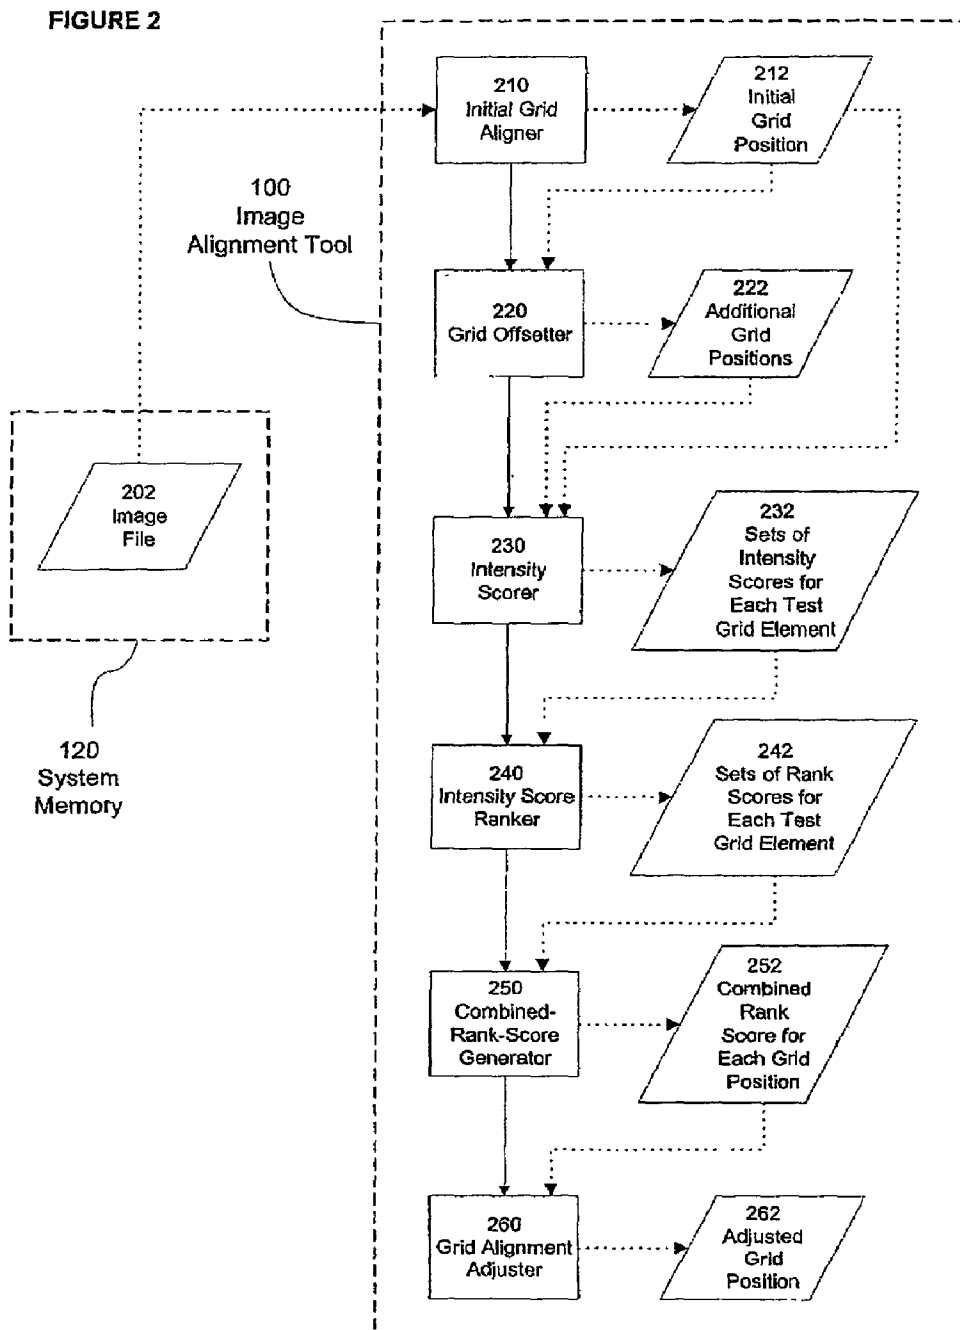 FIGURE 2
210
Initial Grid
Aligner
212
Initial
Grid
Position
100
Image
Alignment Tool
220
Grid Offsetter
222
Additional
Grid
Positions
202
Image
File
230
Intensity
Scorer
232
Sets of
Intensity
Scores for
Each Test
Grid Element
120
System
Memory
240
Intensity Score
Ranker
242
Sets of Rank
Scores for
Each Test
Grid Element
250
Combined-
Rank-Score
Generator
252
Combined
Rank
Score for
Each Grid
Position
260
Grid Alignment
Adjuster
262
Adjusted
Grid
Position